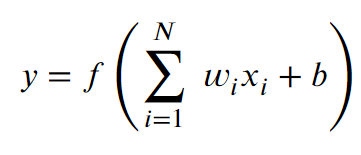 y = f ( ∑_{i=1}^{N} w_i x_i + b )